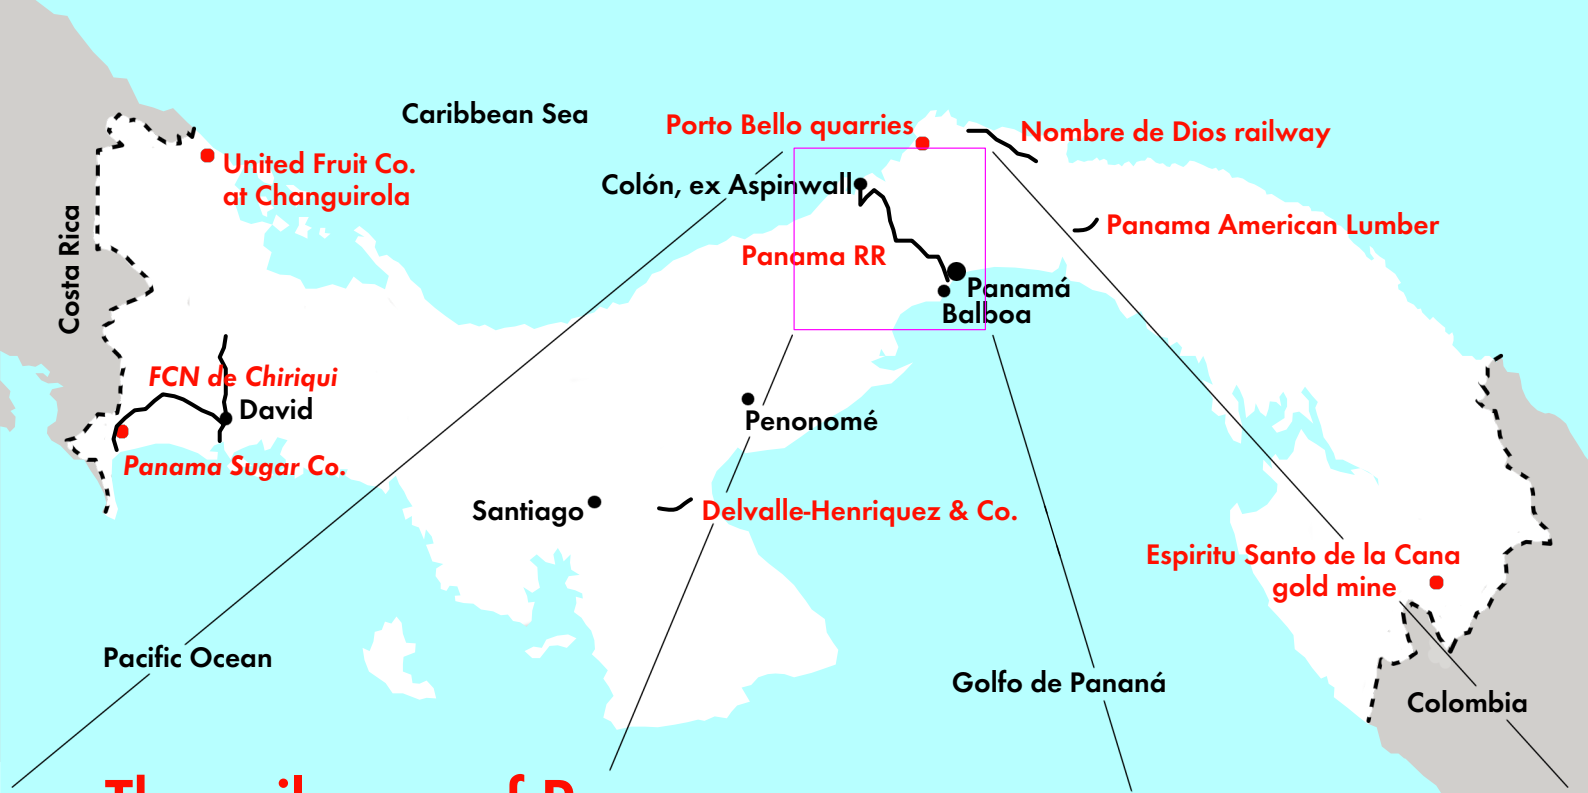 Caribbean Sea
Porto Bello quarries
Nombre de Dios railway
United Fruit Co.
at Changuirola
Colón, ex Aspinwall
Panama American Lumber
Costa Rica
Panama RR
Panamá
Balboa
FCN de Chiriqui
David
Penonomé
Panama Sugar Co.
Santiago
Delvalle-Henriquez & Co.
Espiritu Santo de la Cana
gold mine
Pacific Ocean
Golfo de Pananá
Colombia